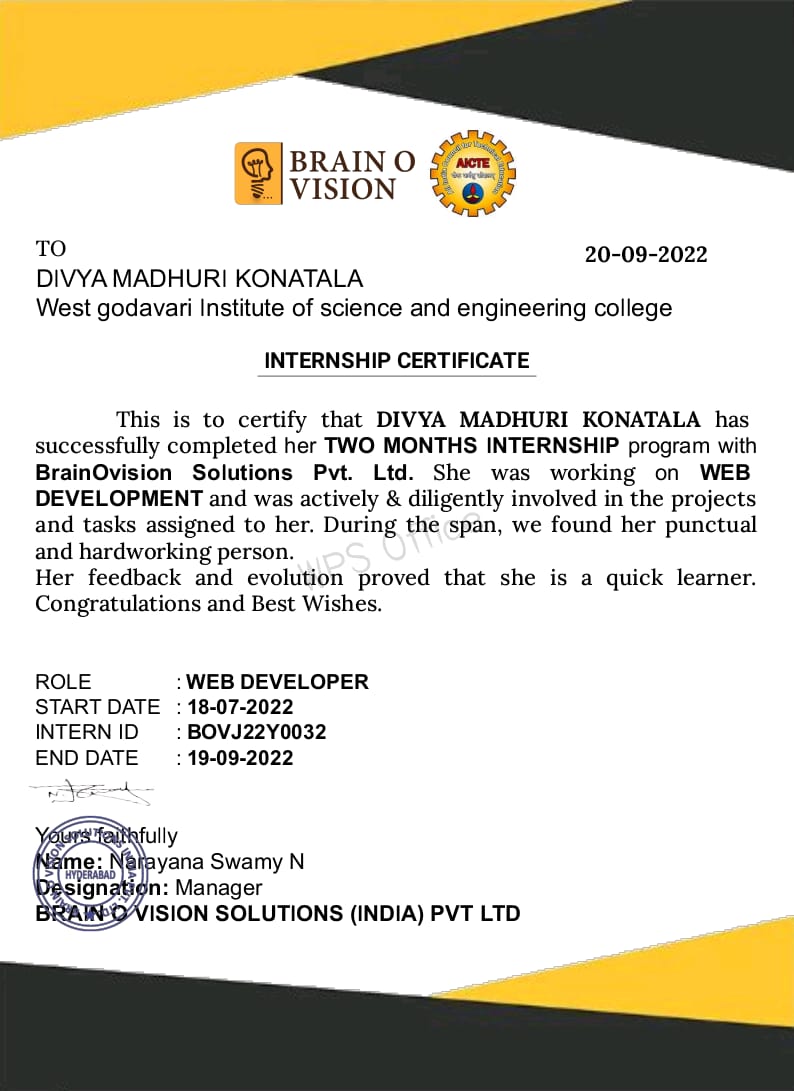 BRAIN O
VISION
All India Council for Technical Education
AICTE
TO
20-09-2022
DIVYA MADHURI KONATALA
West godavari Institute of science and engineering college
INTERNSHIP CERTIFICATE
This is to certify that DIVYA MADHURI KONATALA has
successfully completed her TWO MONTHS INTERNSHIP program with
BrainOvision Solutions Pvt. Ltd. She was working on WEB
DEVELOPMENT and was actively & diligently involved in the projects
and tasks assigned to her. During the span, we found her punctual
and hardworking person.
Her feedback and evolution proved that she is a quick learner.
Congratulations and Best Wishes.
WPS Office
ROLE : WEB DEVELOPER
START DATE : 18-07-2022
INTERN ID : BOVJ22Y0032
END DATE : 19-09-2022
Yours faithfully
Name: Narayana Swamy N
HYDERABAD
Designation: Manager
BRAIN O VISION SOLUTIONS (INDIA) PVT LTD